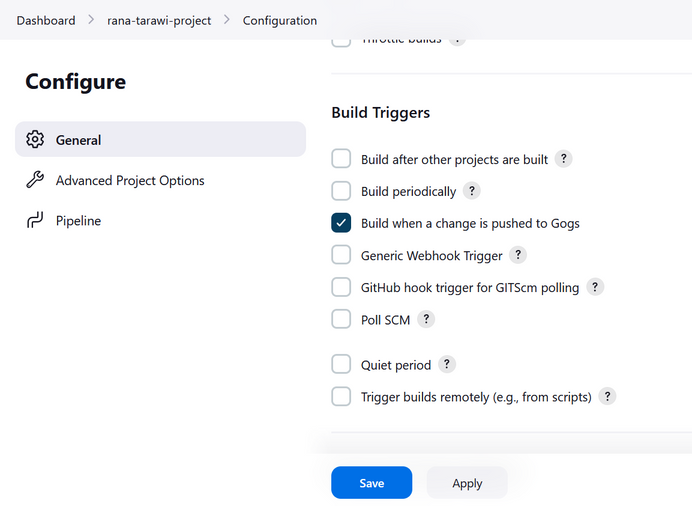 Dashboard > rana-tarawi-project > Configuration
Configure
General
Advanced Project Options
Pipeline
Throttle builds ?
Build Triggers
Build after other projects are built ?
Build periodically ?
Build when a change is pushed to Gogs
Generic Webhook Trigger ?
GitHub hook trigger for GITScm polling ?
Poll SCM ?
Quiet period ?
Trigger builds remotely (e.g., from scripts) ?
Save Apply